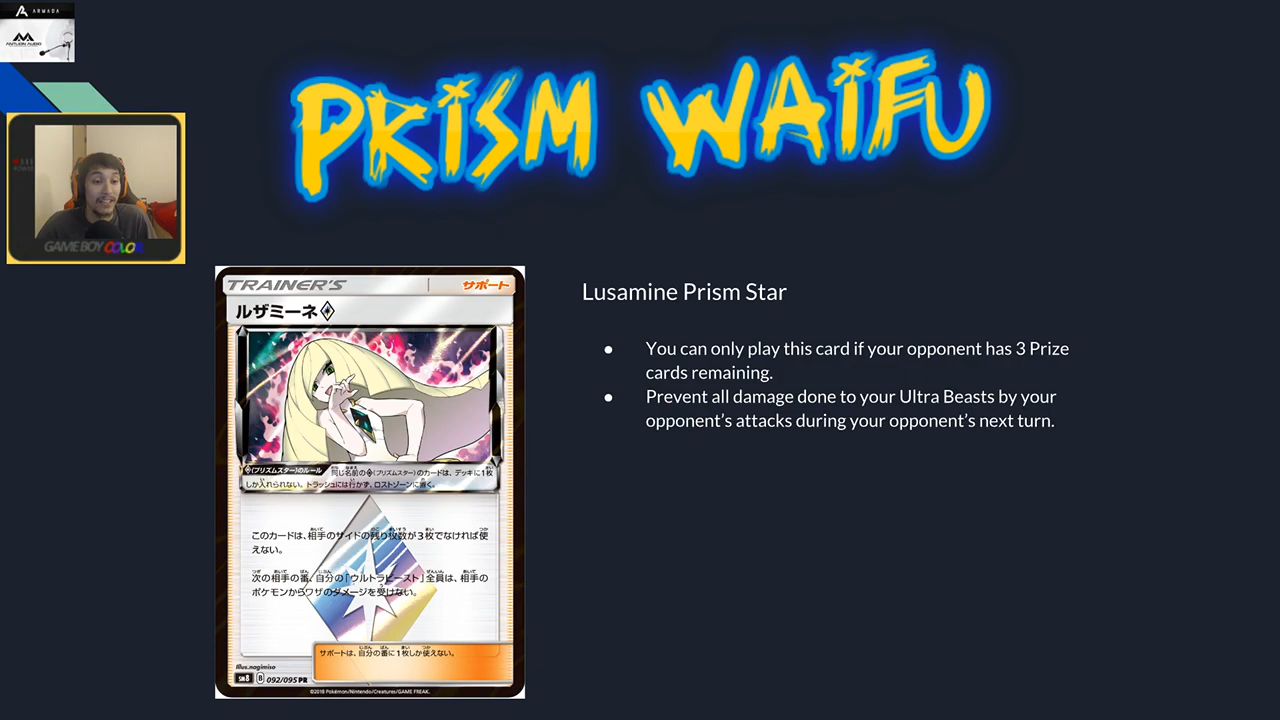 ARMADA
PRISM WAIFU
GAME BOY COLOR
TRAINER'S
サポート
ルザミーネ
Lusamine Prism Star
● You can only play this card if your opponent has 3 Prize
cards remaining.
● Prevent all damage done to your Ultra Beasts by your
opponent's attacks during your opponent's next turn.
(プリズムスター)のルール 同じ名前の (プリズムスター)のカードは、デッキに1枚
しか入れられない。トラッシュには行かず、ロストゾーンに置く。
このカードは、相手のサイドの残り枚数が3枚でなければ使
えない。
次の相手の番、自分の「ウルトラビースト」全員は、相手の
ポケモンからワザのダメージを受けない。
サポートは、自分の番に1枚しか使えない。
Illus.nagimiso
SM8 B 092/095 PR
©2018 Pokémon/Nintendo/Creatures/GAME FREAK.